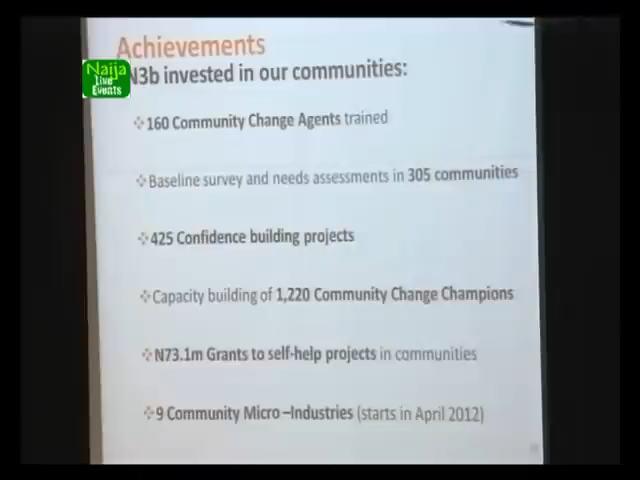 Achievements
Naija
Live
Events
N3b invested in our communities:
❖160 Community Change Agents trained
❖Baseline survey and needs assessments in 305 communities
❖425 Confidence building projects
❖Capacity building of 1,220 Community Change Champions
❖N73.1m Grants to self-help projects in communities
❖9 Community Micro –Industries (starts in April 2012)